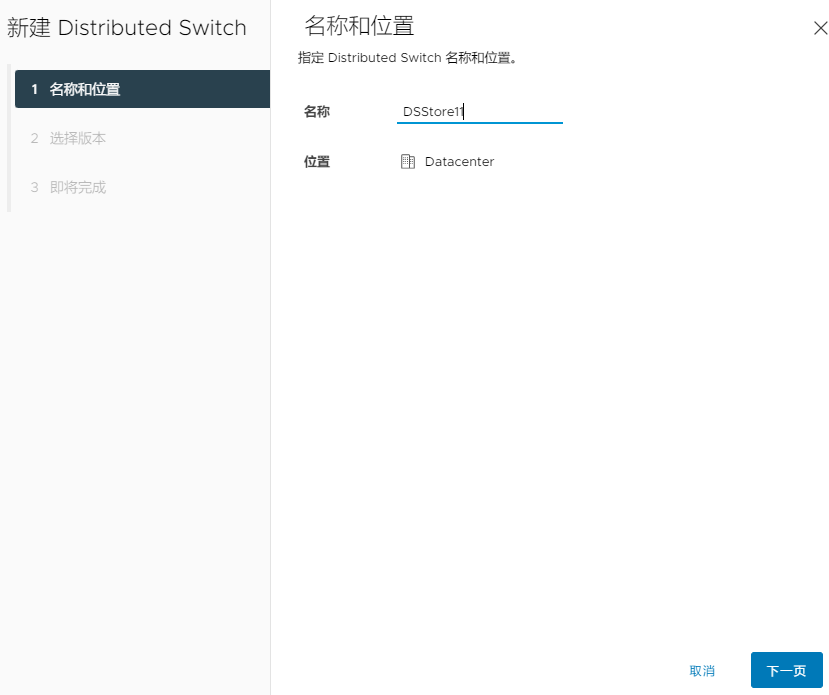 新建 Distributed Switch
1 名称和位置
2 选择版本
3 即将完成
名称和位置
指定 Distributed Switch 名称和位置。
名称 DSStore11
位置 Datacenter
取消 下一页